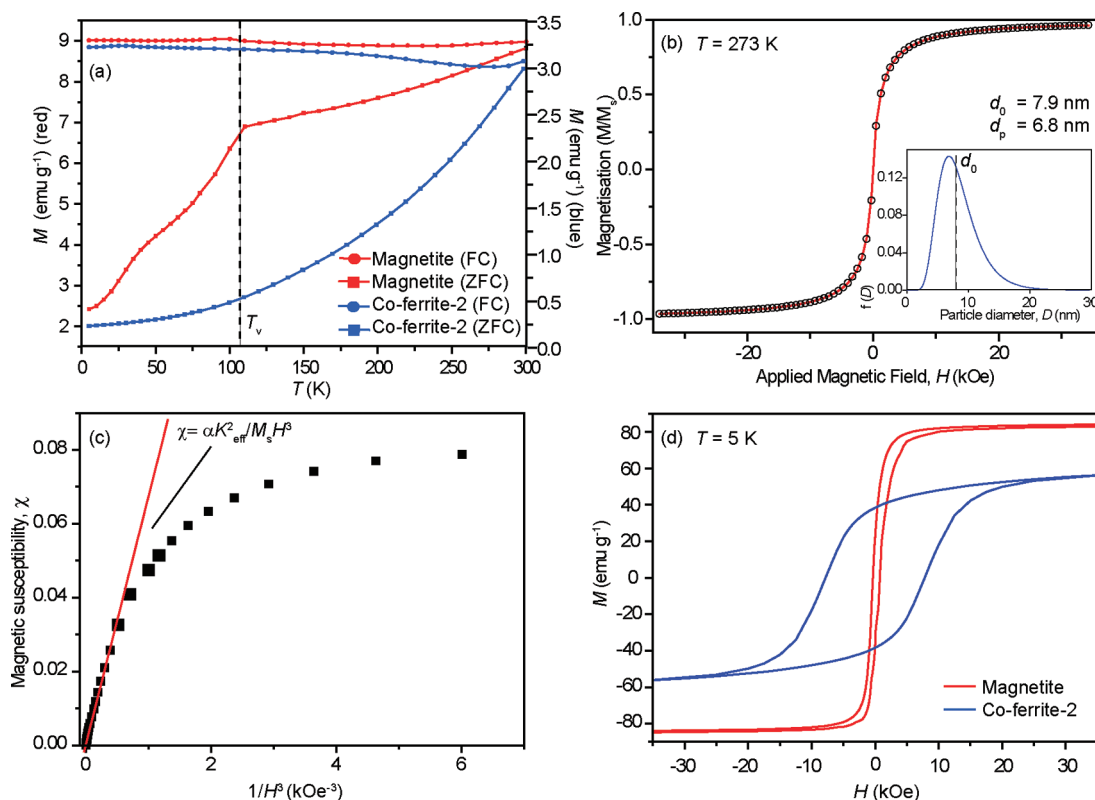 (a)
M (emu g⁻¹) (red)
9
8
7
6
5
4
3
2
3.5
3.0
2.5
2.0
1.5
1.0
0.5
0.0
M (emu g⁻¹) (blue)
Magnetite (FC)
Magnetite (ZFC)
Co-ferrite-2 (FC)
Co-ferrite-2 (ZFC)
Tᵥ
0 50 100 150 200 250 300
T (K)
(b) T = 273 K
Magnetisation (M/Mₛ)
1.0
0.5
0.0
-0.5
-1.0
d₀ = 7.9 nm
dₚ = 6.8 nm
d₀
f (D)
0.12
0.08
0.04
0.00
0 10 20 30
Particle diameter, D (nm)
-20 0 20
Applied Magnetic Field, H (kOe)
(c)
χ= αK²eff/MₛH³
Magnetic susceptibility, χ
0.08
0.06
0.04
0.02
0.00
0 2 4 6
1/H³ (kOe⁻³)
(d) T = 5 K
M (emu g⁻¹)
80
60
40
20
0
-20
-40
-60
-80
Magnetite
Co-ferrite-2
-30 -20 -10 0 10 20 30
H (kOe)